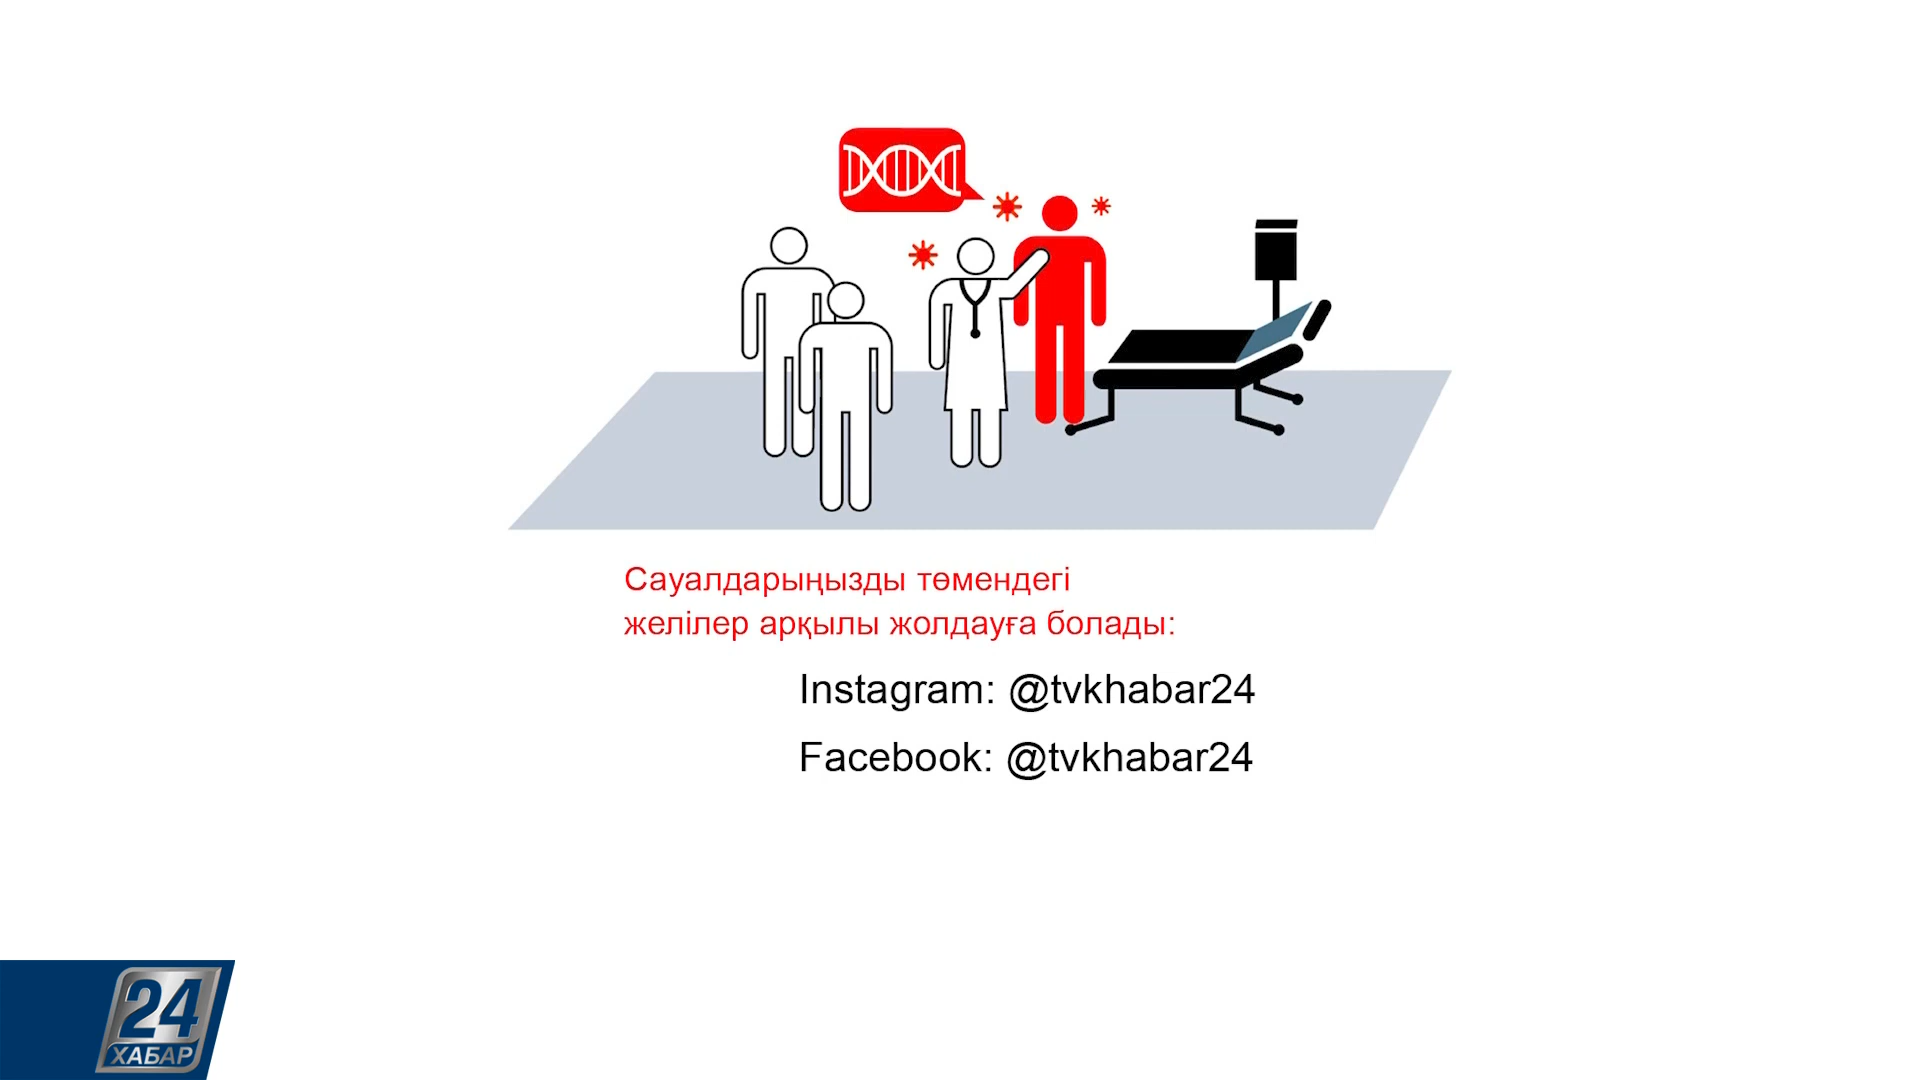 Сауалдарыңызды төмендегі
желілер арқылы жолдауға болады:
Instagram: @tvkhabar24
Facebook: @tvkhabar24
24
ХАБАР